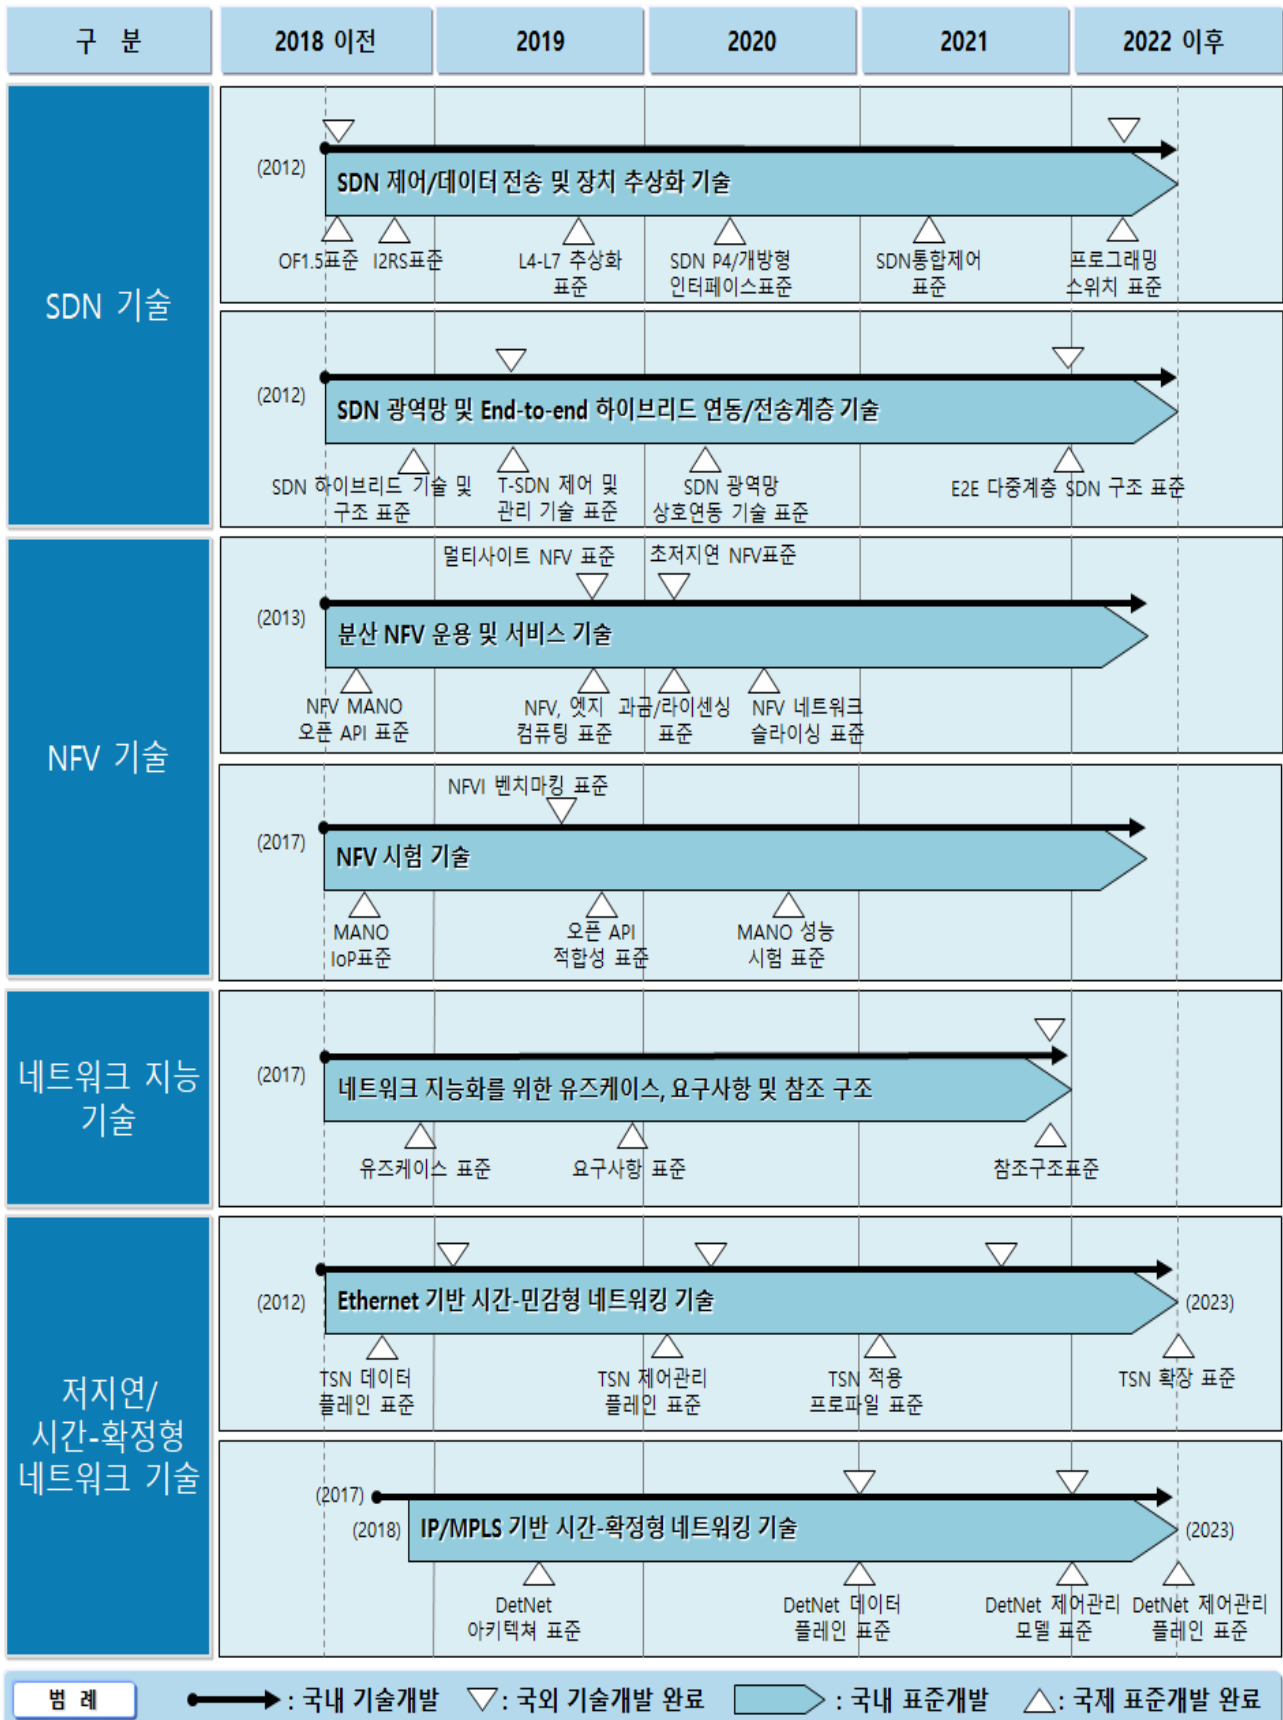 구 분
2018 이전
2019
2020
2021
2022 이후
SDN 기술
(2012)
SDN 제어/데이터 전송 및 장치 추상화 기술
OF1.5표준
I2RS표준
L4-L7 추상화
표준
SDN P4/개방형
인터페이스표준
SDN통합제어
표준
프로그래밍
스위치 표준
(2012)
SDN 광역망 및 End-to-end 하이브리드 연동/전송계층 기술
SDN 하이브리드 기술 및
구조 표준
T-SDN 제어 및
관리 기술 표준
SDN 광역망
상호연동 기술 표준
E2E 다중계층 SDN 구조 표준
NFV 기술
멀티사이트 NFV 표준
초저지연 NFV표준
(2013)
분산 NFV 운용 및 서비스 기술
NFV MANO
오픈 API 표준
NFV, 엣지
컴퓨팅 표준
과금/라이센싱
표준
NFV 네트워크
슬라이싱 표준
NFVI 벤치마킹 표준
(2017)
NFV 시험 기술
MANO
IoP표준
오픈 API
적합성 표준
MANO 성능
시험 표준
네트워크 지능
기술
(2017)
네트워크 지능화를 위한 유즈케이스, 요구사항 및 참조 구조
유즈케이스 표준
요구사항 표준
참조구조표준
저지연/
시간-확정형
네트워크 기술
(2012)
Ethernet 기반 시간-민감형 네트워킹 기술
(2023)
TSN 데이터
플레인 표준
TSN 제어관리
플레인 표준
TSN 적용
프로파일 표준
TSN 확장 표준
(2017)
(2018)
IP/MPLS 기반 시간-확정형 네트워킹 기술
(2023)
DetNet
아키텍쳐 표준
DetNet 데이터
플레인 표준
DetNet 제어관리
모델 표준
DetNet 제어관리
플레인 표준
범 례
: 국내 기술개발
: 국외 기술개발 완료
: 국내 표준개발
: 국제 표준개발 완료